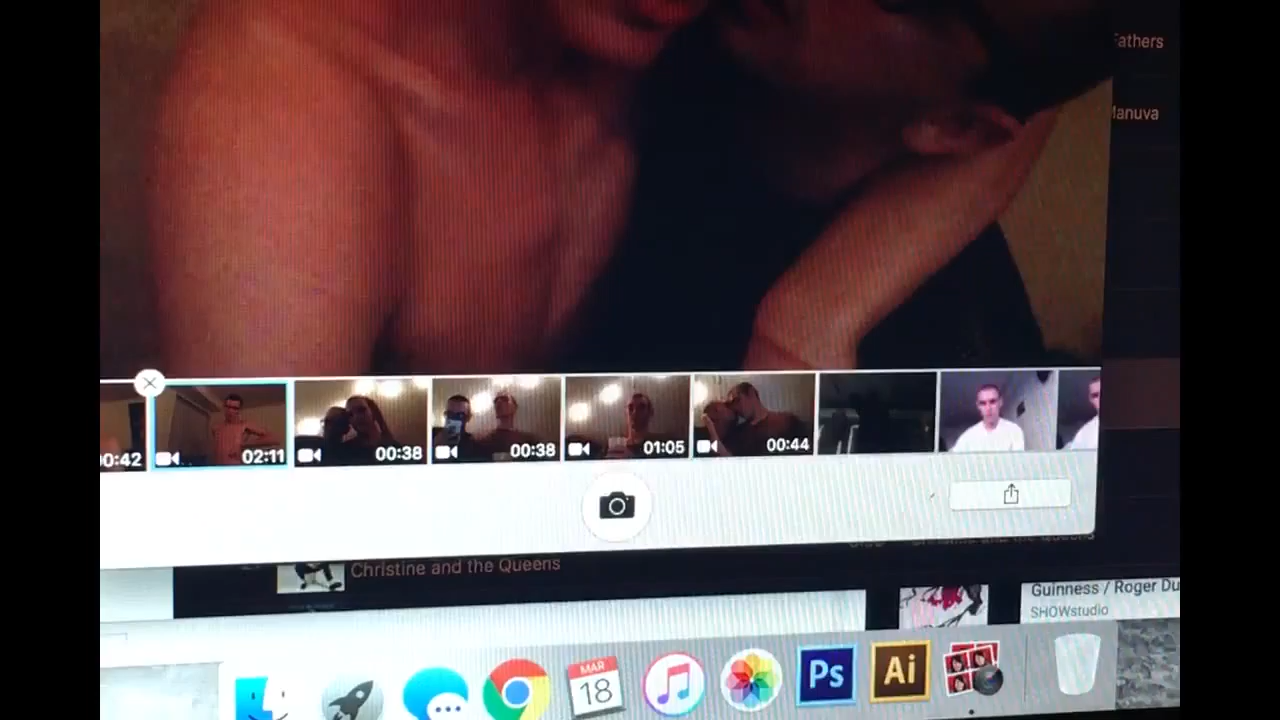 Fathers
Manuva
0:42
02:11
00:38
00:38
01:05
00:44
Christine and the Queens
Guinness / Roger Du
SHOWstudio
MAR
18
Ps
Ai